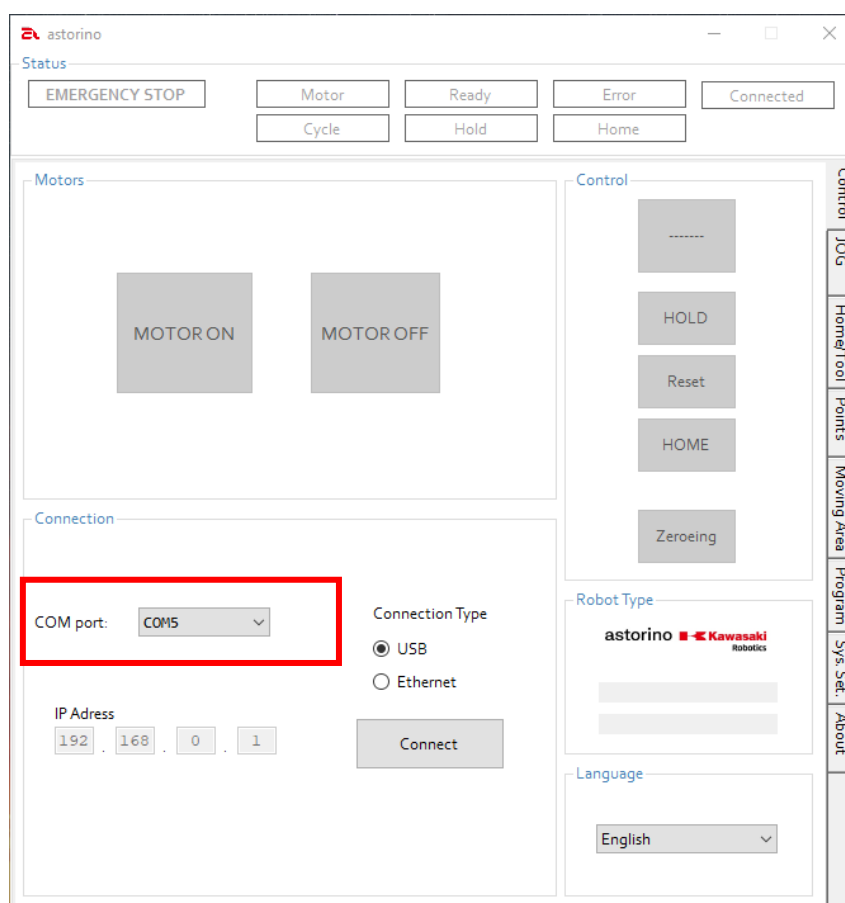 astorino
Status
EMERGENCY STOP
Motor
Ready
Error
Connected
Cycle
Hold
Home
Motors
MOTOR ON
MOTOR OFF
Control
-------
HOLD
Reset
HOME
Zeroeing
Connection
COM port:
COM5
Connection Type
USB
Ethernet
IP Adress
192 . 168 . 0 . 1
Connect
Robot Type
astorino Kawasaki
Robotics
Language
English
Control
JOG
Home/Tool
Points
Moving Area
Program
Sys. Set.
About